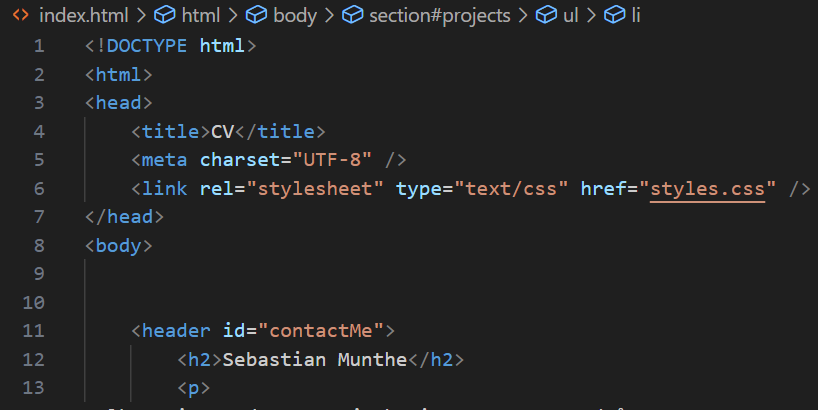 index.html > html > body > section#projects > ul > li
1 <!DOCTYPE html>
2 <html>
3 <head>
4 <title>CV</title>
5 <meta charset="UTF-8" />
6 <link rel="stylesheet" type="text/css" href="styles.css" />
7 </head>
8 <body>
9
10
11 <header id="contactMe">
12 <h2>Sebastian Munthe</h2>
13 <p>